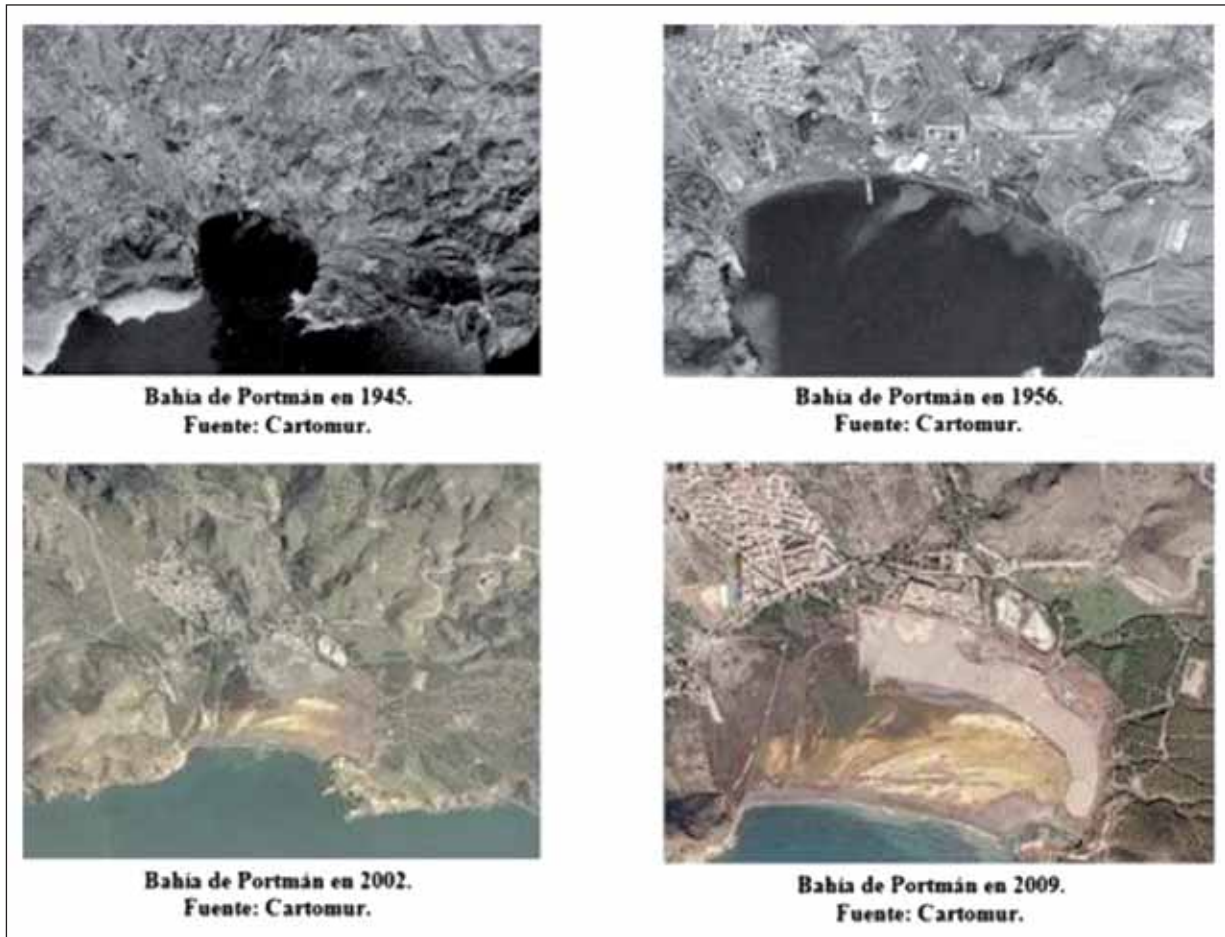 Bahía de Portmán en 1945.
Fuente: Cartomur.
Bahía de Portmán en 1956.
Fuente: Cartomur.
Bahía de Portmán en 2002.
Fuente: Cartomur.
Bahía de Portmán en 2009.
Fuente: Cartomur.